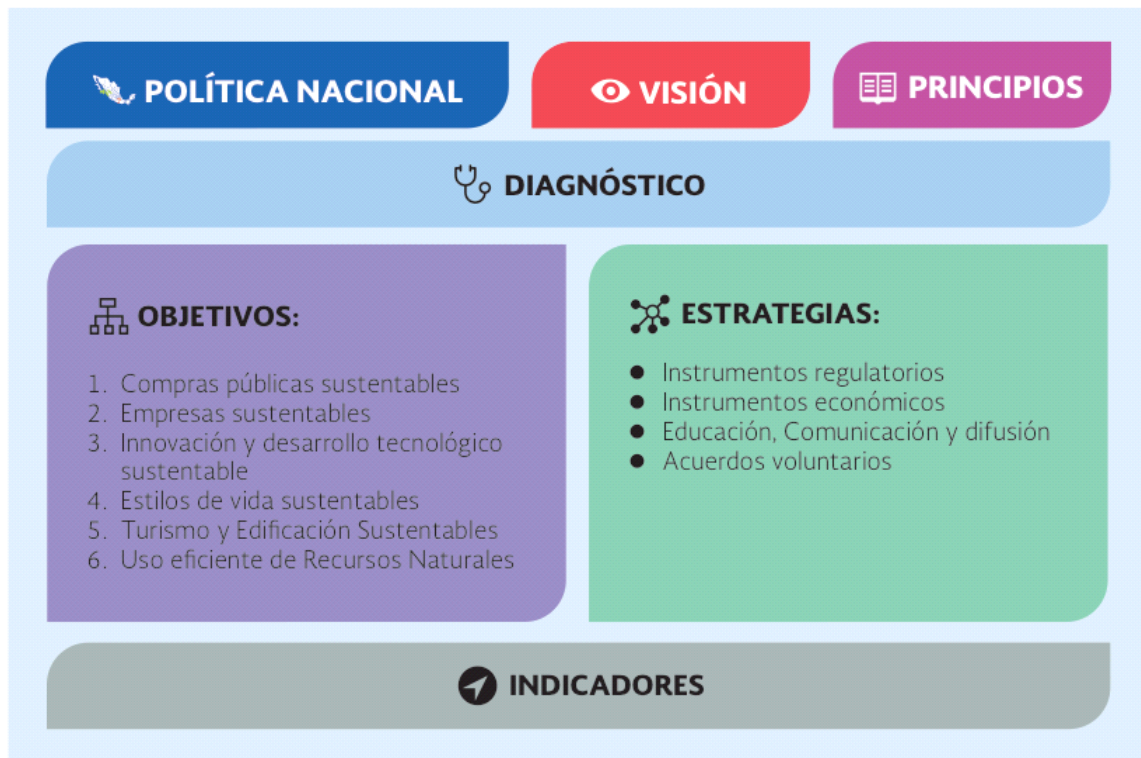 POLÍTICA NACIONAL
VISIÓN
PRINCIPIOS
DIAGNÓSTICO
OBJETIVOS:
1. Compras públicas sustentables
2. Empresas sustentables
3. Innovación y desarrollo tecnológico
sustentable
4. Estilos de vida sustentables
5. Turismo y Edificación Sustentables
6. Uso eficiente de Recursos Naturales
ESTRATEGIAS:
● Instrumentos regulatorios
● Instrumentos económicos
● Educación, Comunicación y difusión
● Acuerdos voluntarios
INDICADORES